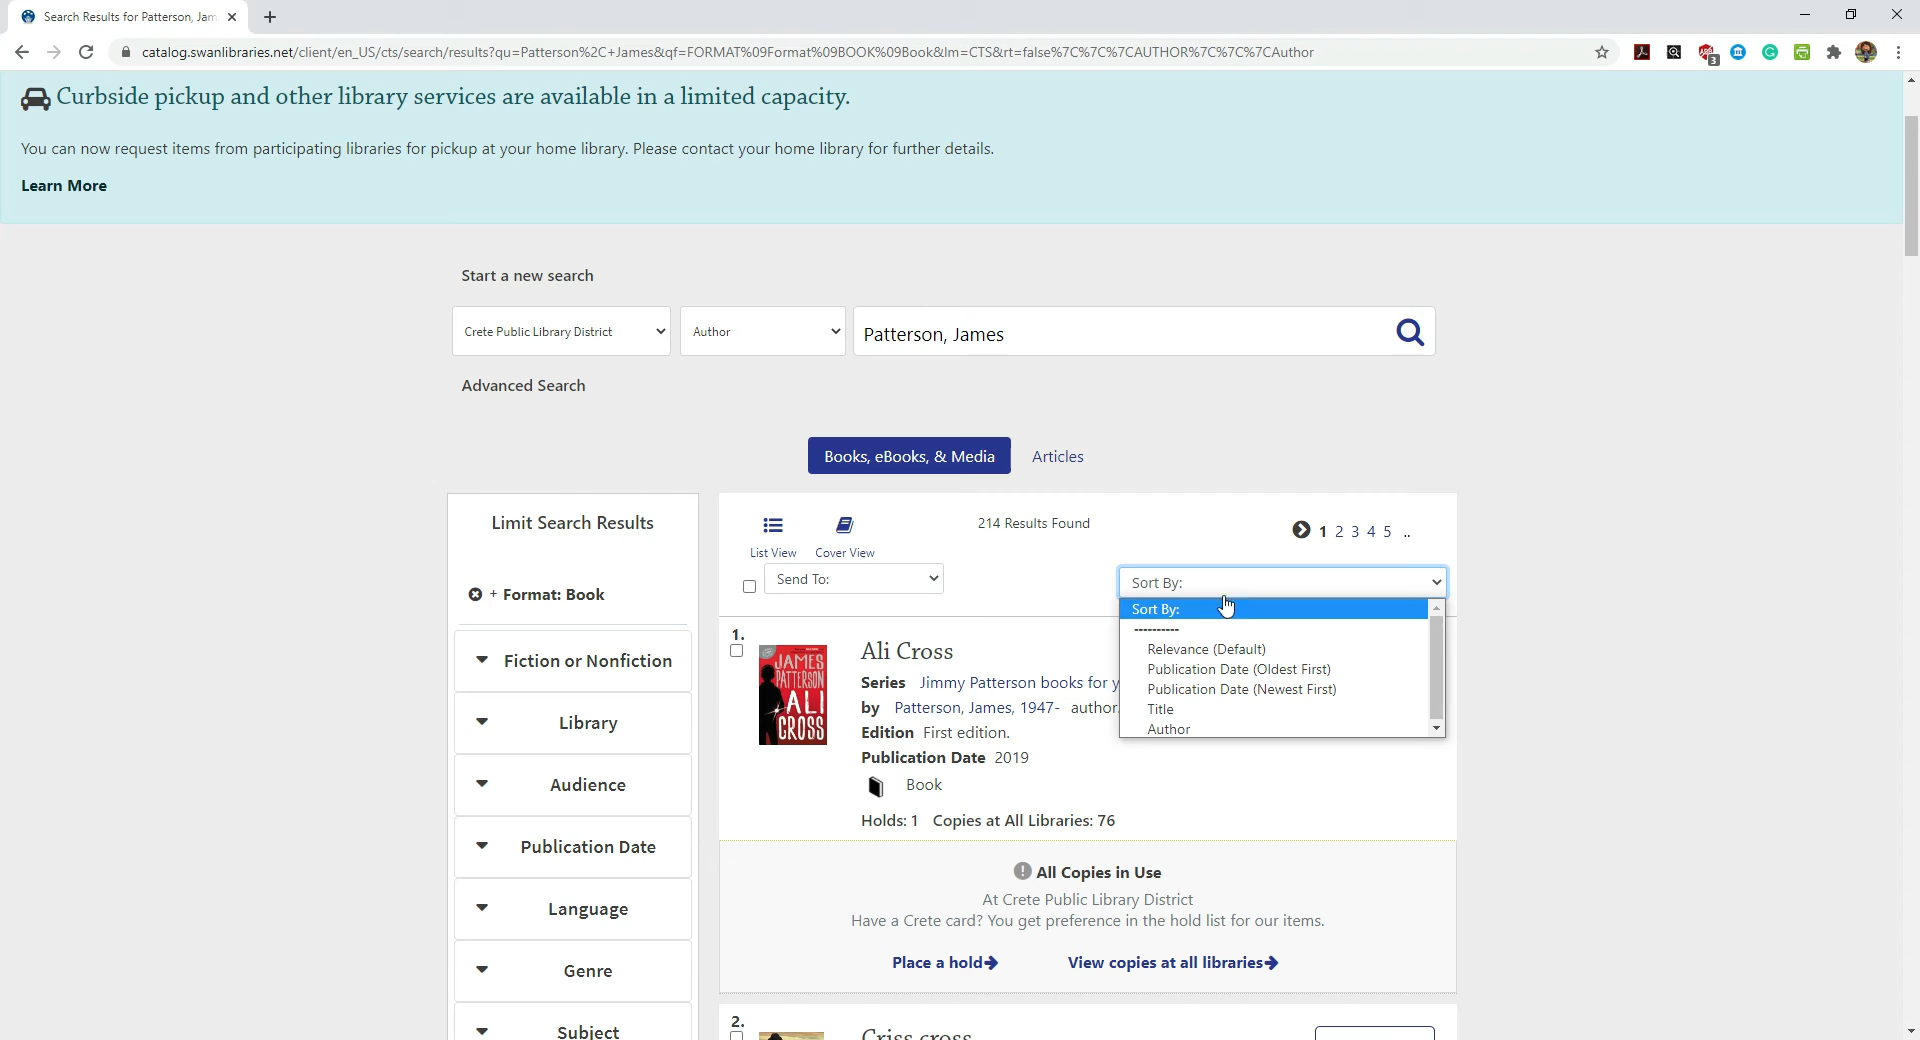 Search Results for Patterson, Jam
catalog.swanlibraries.net/client/en_US/cts/search/results?qu=Patterson%2C+James&qf=FORMAT%09Format%09BOOK%09Book&lm=CTS&rt=false%7C%7C%7CAUTHOR%7C%7C%7CAuthor
3
Curbside pickup and other library services are available in a limited capacity.
You can now request items from participating libraries for pickup at your home library. Please contact your home library for further details.
Learn More
Start a new search
Crete Public Library District
Author
Patterson, James
Advanced Search
Books, eBooks, & Media
Articles
Limit Search Results
+ Format: Book
Fiction or Nonfiction
Library
Audience
Publication Date
Language
Genre
Subject
List View
Cover View
214 Results Found
1 2 3 4 5 ..
Send To:
Sort By:
Sort By:
----------
Relevance (Default)
Publication Date (Oldest First)
Publication Date (Newest First)
Title
Author
1.
JAMES
PATTERSON
ALI
CROSS
Ali Cross
Series Jimmy Patterson books for y
by Patterson, James, 1947- author.
Edition First edition.
Publication Date 2019
Book
Holds: 1 Copies at All Libraries: 76
All Copies in Use
At Crete Public Library District
Have a Crete card? You get preference in the hold list for our items.
Place a hold
View copies at all libraries
2.
Criss cross